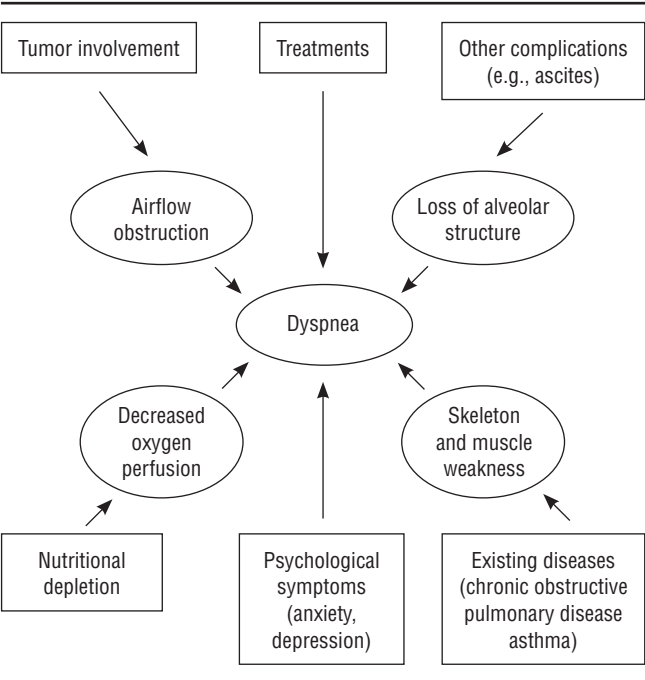 Tumor involvement
Treatments
Other complications
(e.g., ascites)
Airflow
obstruction
Loss of alveolar
structure
Dyspnea
Decreased
oxygen
perfusion
Skeleton
and muscle
weakness
Nutritional
depletion
Psychological
symptoms
(anxiety,
depression)
Existing diseases
(chronic obstructive
pulmonary disease
asthma)